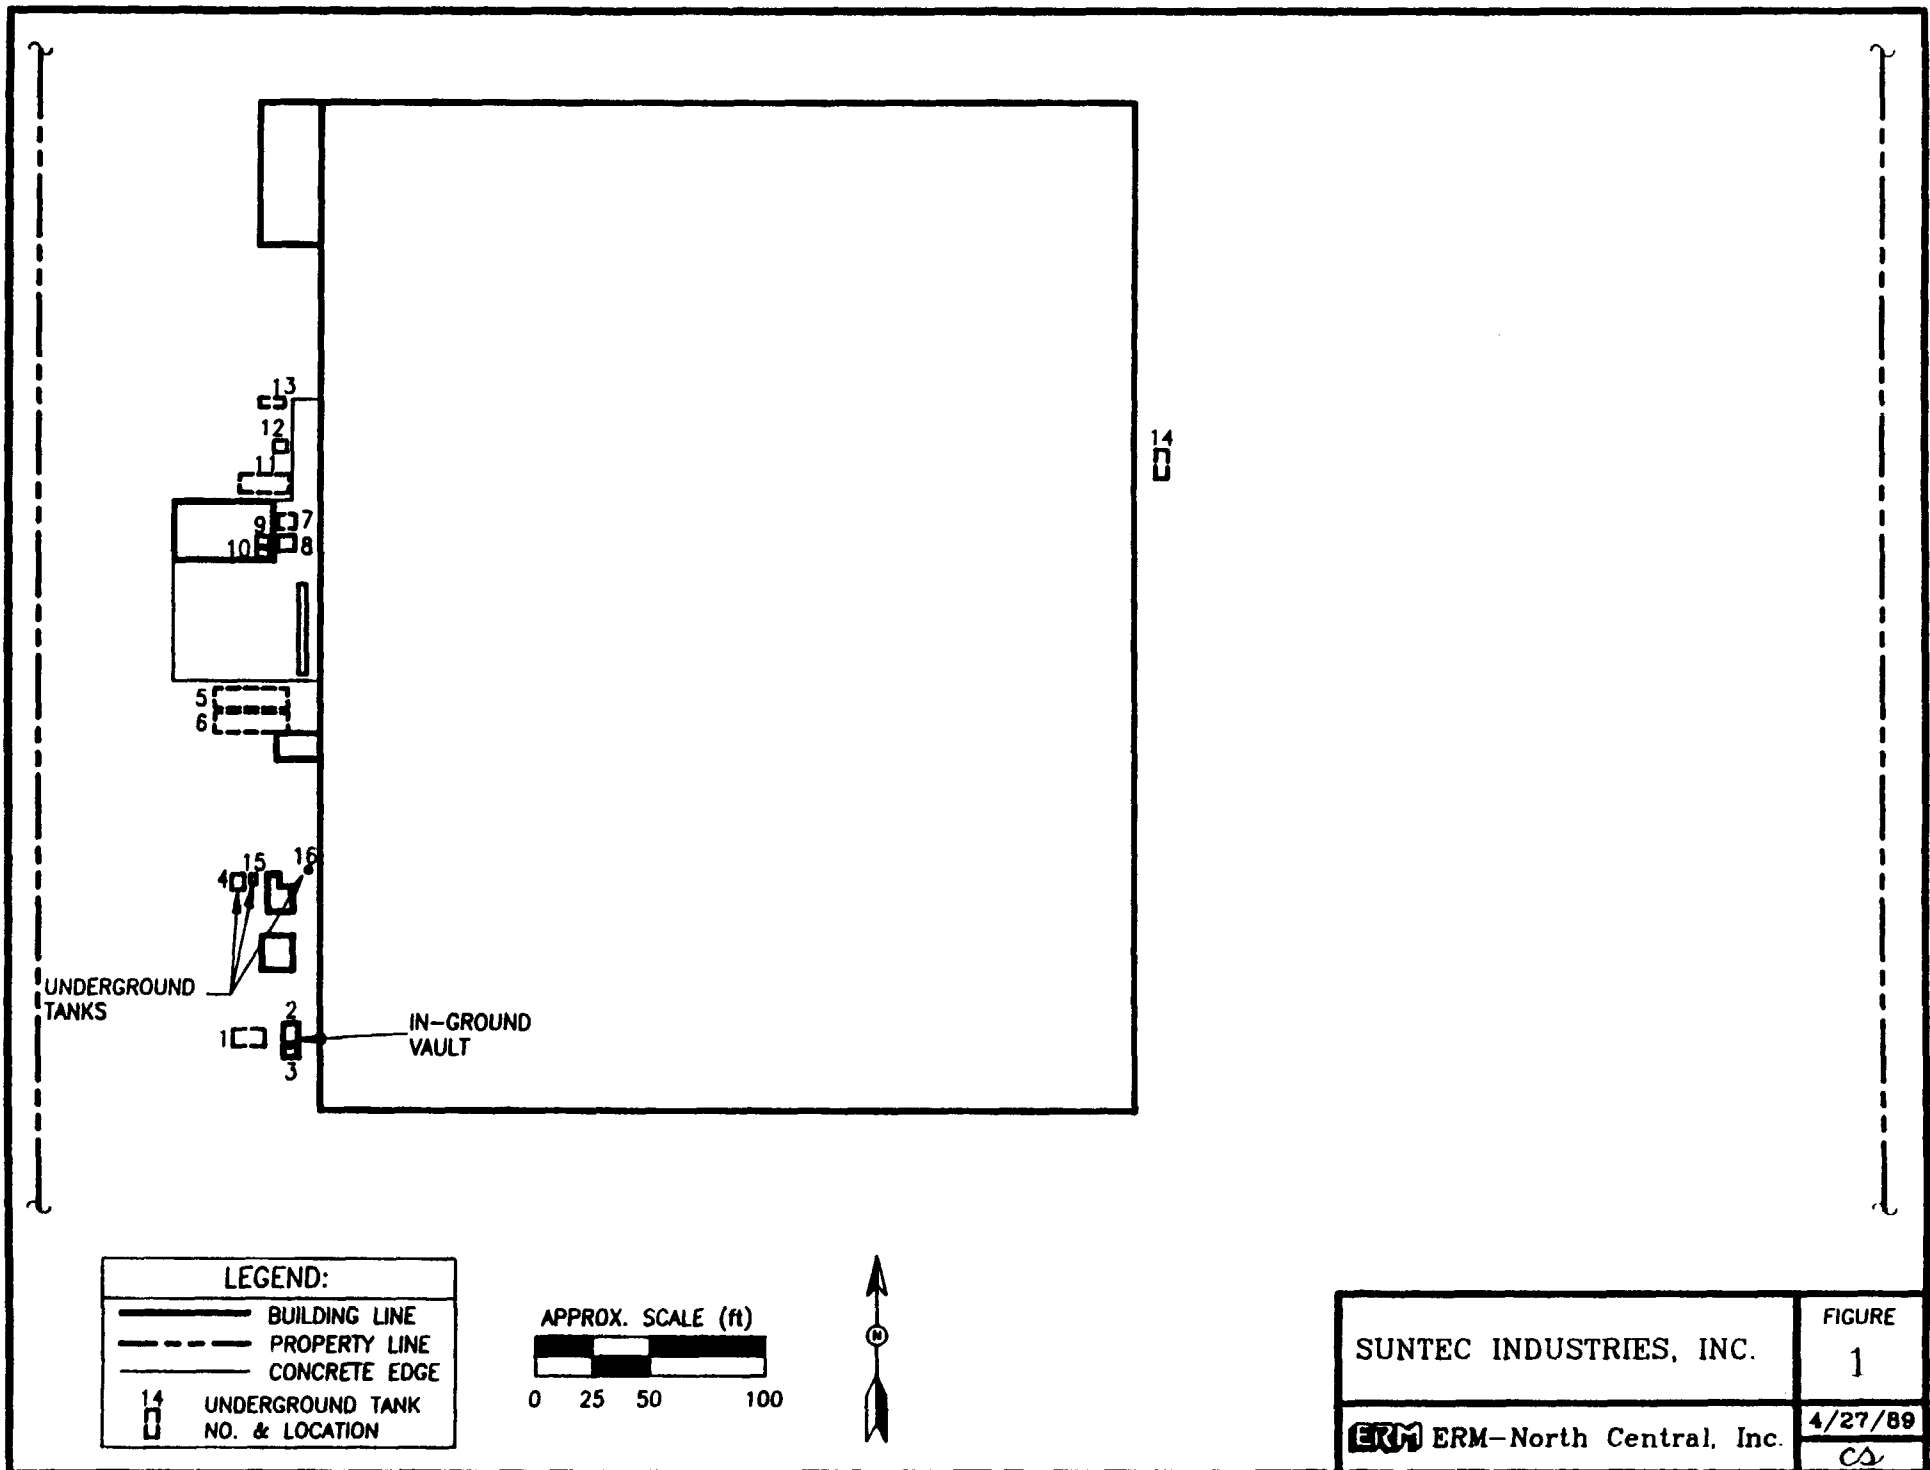 13
12
11
14
9
7
10
8
5
6
15
16
4
UNDERGROUND
TANKS
2
1
3
IN-GROUND
VAULT
LEGEND:
BUILDING LINE
PROPERTY LINE
CONCRETE EDGE
14
UNDERGROUND TANK
NO. & LOCATION
APPROX. SCALE (ft)
0 25 50 100
N
SUNTEC INDUSTRIES, INC.
FIGURE
1
ERM ERM-North Central, Inc.
4/27/89
CS